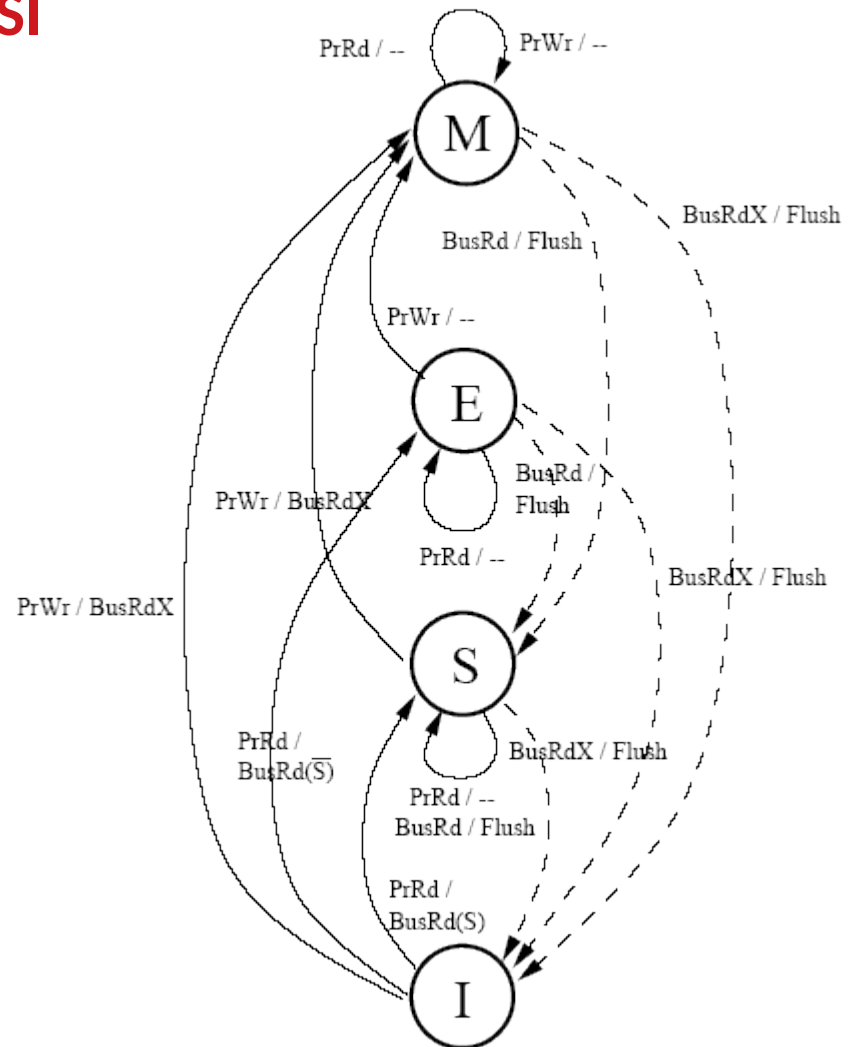 SI
PrRd / --
PrWr / --
M
BusRdX / Flush
BusRd / Flush
PrWr / --
E
BusRd /
Flush
PrWr / BusRdX
PrRd / --
BusRdX / Flush
PrWr / BusRdX
S
PrRd /
BusRd(S̅)
BusRdX / Flush
PrRd / --
BusRd / Flush
PrRd /
BusRd(S)
I